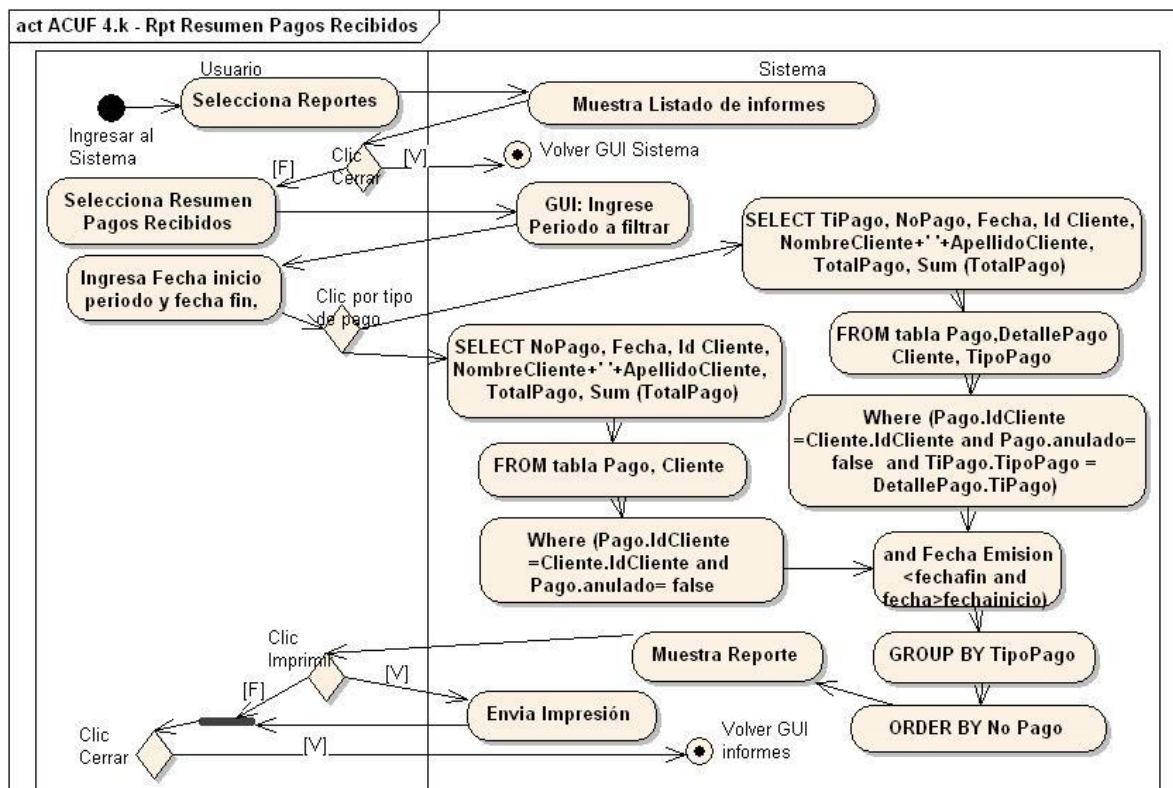 act ACUF 4.k - Rpt Resumen Pagos Recibidos
Usuario
Sistema
Ingresar al
Sistema
Selecciona Reportes
Muestra Listado de informes
Clic
Cerrar
[F]
[V]
Volver GUI Sistema
Selecciona Resumen
Pagos Recibidos
GUI: Ingrese
Periodo a filtrar
Ingresa Fecha inicio
periodo y fecha fin,
Clic por tipo
de pago
SELECT TiPago, NoPago, Fecha, Id Cliente,
NombreCliente+' '+ApellidoCliente,
TotalPago, Sum (TotalPago)
SELECT NoPago, Fecha, Id Cliente,
NombreCliente+' '+ApellidoCliente,
TotalPago, Sum (TotalPago)
FROM tabla Pago,DetallePago
Cliente, TipoPago
FROM tabla Pago, Cliente
Where (Pago.IdCliente
=Cliente.IdCliente and Pago.anulado=
false and TiPago.TipoPago =
DetallePago.TiPago)
Where (Pago.IdCliente
=Cliente.IdCliente and
Pago.anulado= false
and Fecha Emision
<fechafin and
fecha>fechainicio)
GROUP BY TipoPago
ORDER BY No Pago
Muestra Reporte
Clic
Imprimir
[F]
[V]
Envia Impresión
Clic
Cerrar
[V]
Volver GUI
informes